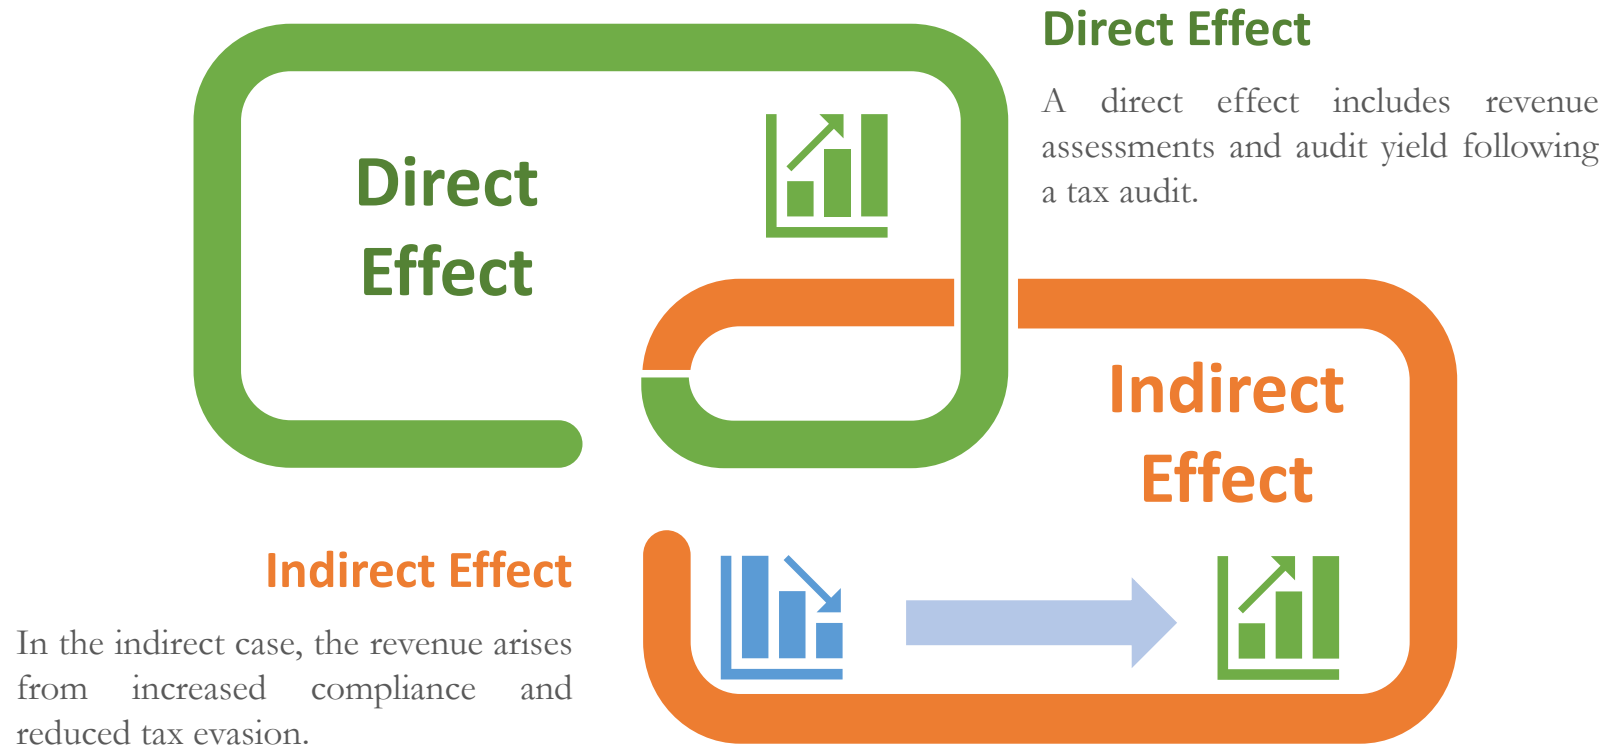 Direct Effect
A direct effect includes revenue
assessments and audit yield following
a tax audit.
Direct
Effect
Indirect
Effect
Indirect Effect
In the indirect case, the revenue arises
from increased compliance and
reduced tax evasion.